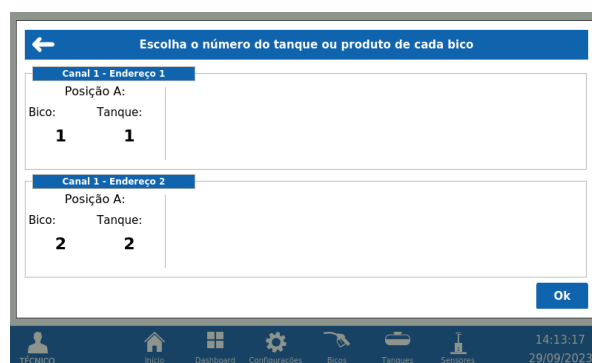 Escolha o número do tanque ou produto de cada bico
Canal 1 - Endereço 1
Posição A:
Bico: Tanque:
1 1
Canal 1 - Endereço 2
Posição A:
Bico: Tanque:
2 2
Ok
TÉCNICO Início Dashboard Configurações Bicos Tanques Sensores
14:13:17
29/09/2023